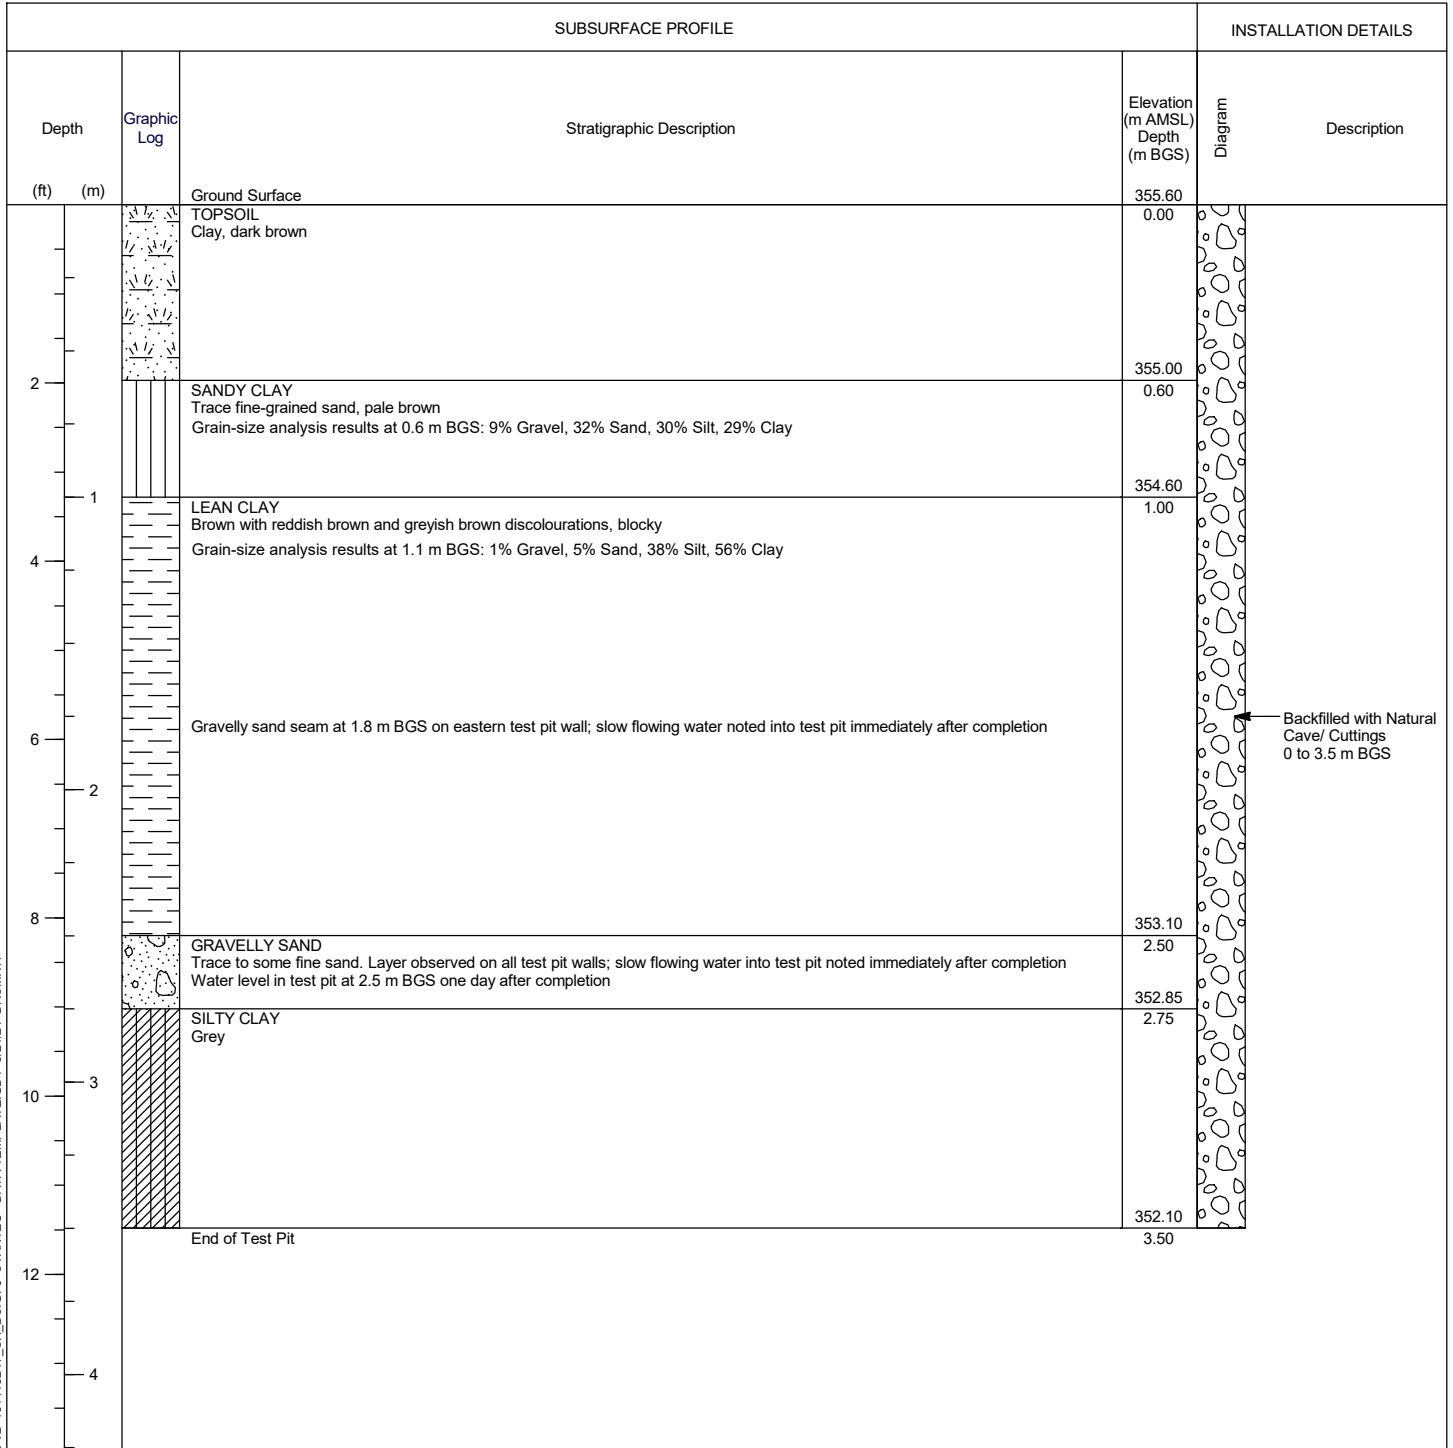 SUBSURFACE PROFILE
INSTALLATION DETAILS
Depth
Graphic
Log
Stratigraphic Description
Elevation
(m AMSL)
Depth
(m BGS)
Diagram
Description
(ft) (m)
Ground Surface
355.60
TOPSOIL
0.00
Clay, dark brown
355.00
2
SANDY CLAY
0.60
Trace fine-grained sand, pale brown
Grain-size analysis results at 0.6 m BGS: 9% Gravel, 32% Sand, 30% Silt, 29% Clay
354.60
1
LEAN CLAY
1.00
Brown with reddish brown and greyish brown discolourations, blocky
Grain-size analysis results at 1.1 m BGS: 1% Gravel, 5% Sand, 38% Silt, 56% Clay
4
Gravelly sand seam at 1.8 m BGS on eastern test pit wall; slow flowing water noted into test pit immediately after completion
Backfilled with Natural
Cave/ Cuttings
0 to 3.5 m BGS
6
2
8
353.10
GRAVELLY SAND
2.50
Trace to some fine sand. Layer observed on all test pit walls; slow flowing water into test pit noted immediately after completion
Water level in test pit at 2.5 m BGS one day after completion
352.85
SILTY CLAY
2.75
Grey
3
10
352.10
End of Test Pit
3.50
12
4